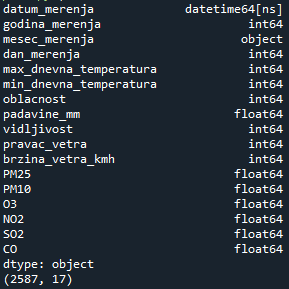 datum_merenja datetime64[ns]
godina_merenja int64
mesec_merenja object
dan_merenja int64
max_dnevna_temperatura int64
min_dnevna_temperatura int64
oblacnost int64
padavine_mm float64
vidljivost int64
pravac_vetra int64
brzina_vetra_kmh int64
PM25 float64
PM10 float64
O3 float64
NO2 float64
SO2 float64
CO float64
dtype: object
(2587, 17)